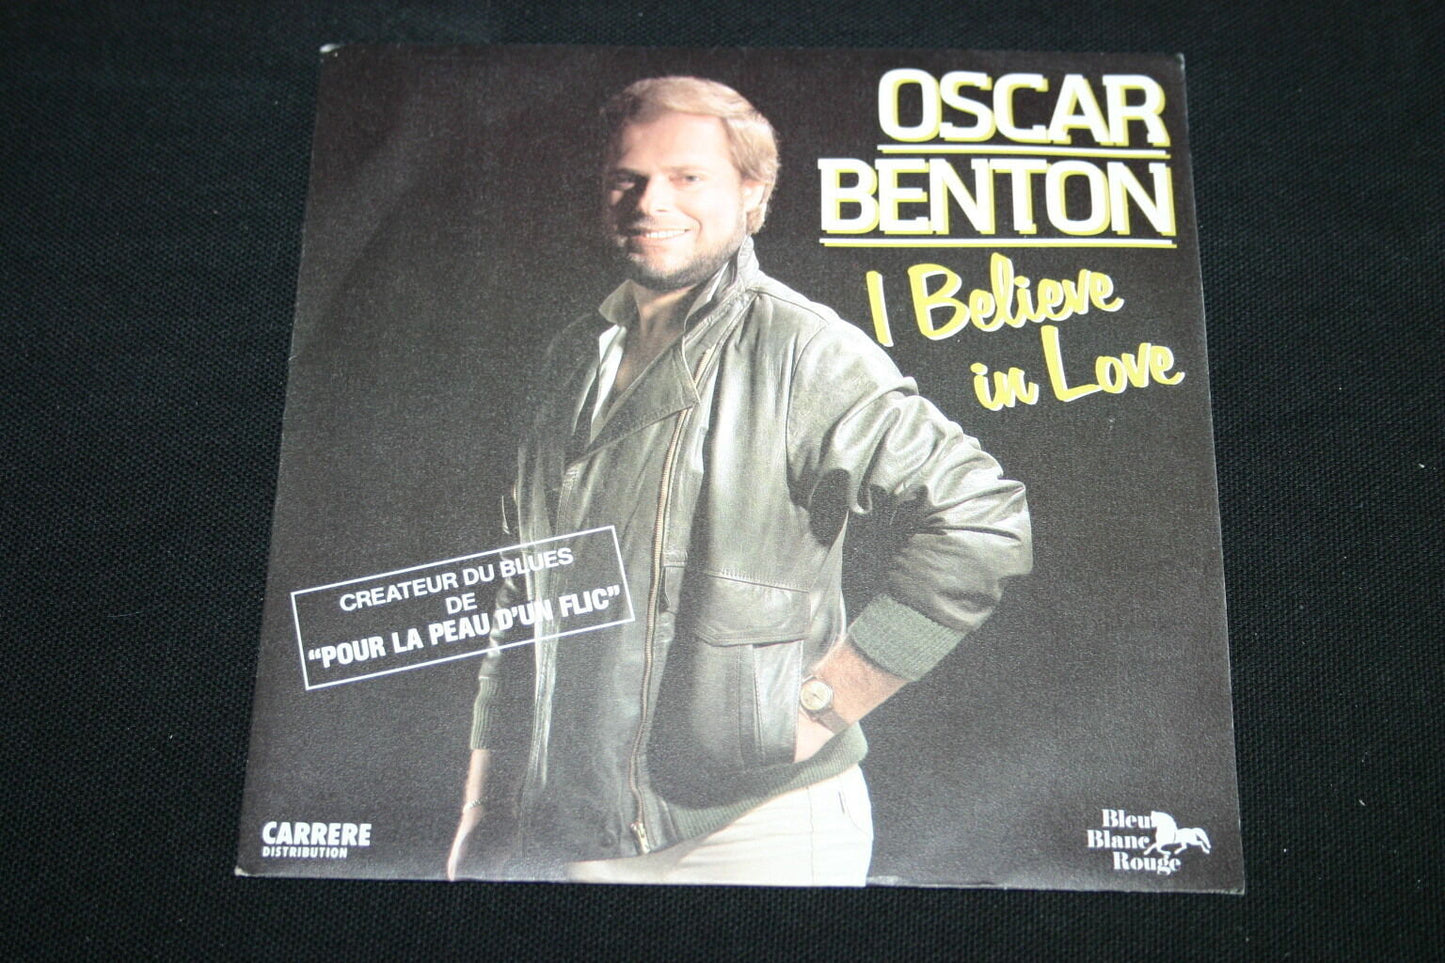 OSCAR
BENTON
I Believe
in Love
CREATEUR DU BLUES
DE
“POUR LA PEAU D'UN FLIC”
CARRERE
DISTRIBUTION
Bleu
Blanc
Rouge